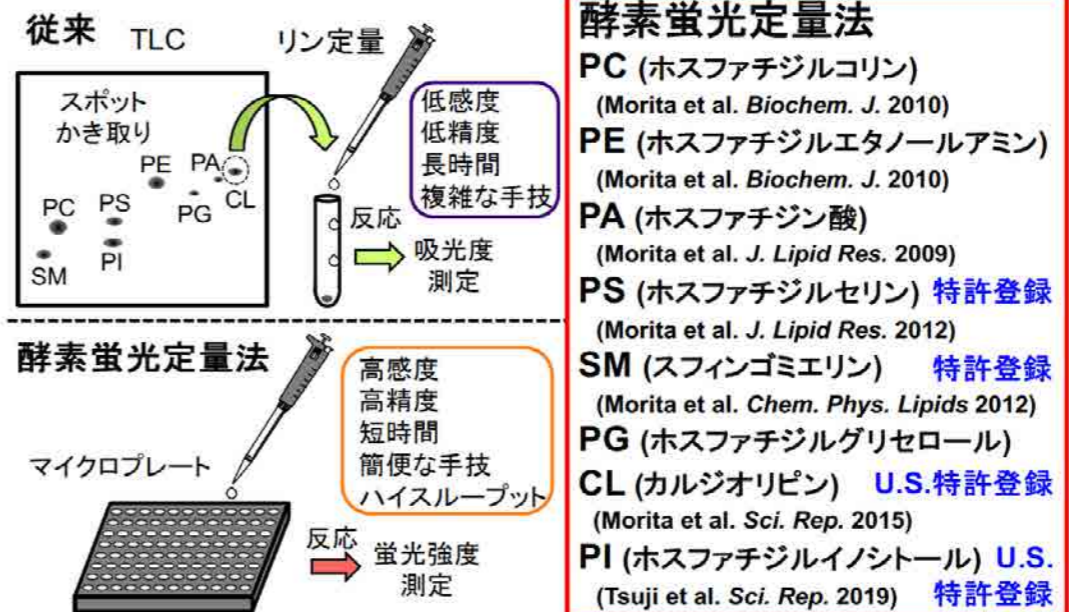 従来 TLC
リン定量
スポット
かき取り
PE PA
PC PS PG CL
SM PI
低感度
低精度
長時間
複雑な手技
反応
吸光度
測定
酵素蛍光定量法
マイクロプレート
高感度
高精度
短時間
簡便な手技
ハイスループット
反応
蛍光強度
測定
酵素蛍光定量法
PC (ホスファチジルコリン)
(Morita et al. Biochem. J. 2010)
PE (ホスファチジルエタノールアミン)
(Morita et al. Biochem. J. 2010)
PA (ホスファチジン酸)
(Morita et al. J. Lipid Res. 2009)
PS (ホスファチジルセリン) 特許登録
(Morita et al. J. Lipid Res. 2012)
SM (スフィンゴミエリン) 特許登録
(Morita et al. Chem. Phys. Lipids 2012)
PG (ホスファチジルグリセロール)
CL (カルジオリピン) U.S.特許登録
(Morita et al. Sci. Rep. 2015)
PI (ホスファチジルイノシトール) U.S.
(Tsuji et al. Sci. Rep. 2019) 特許登録